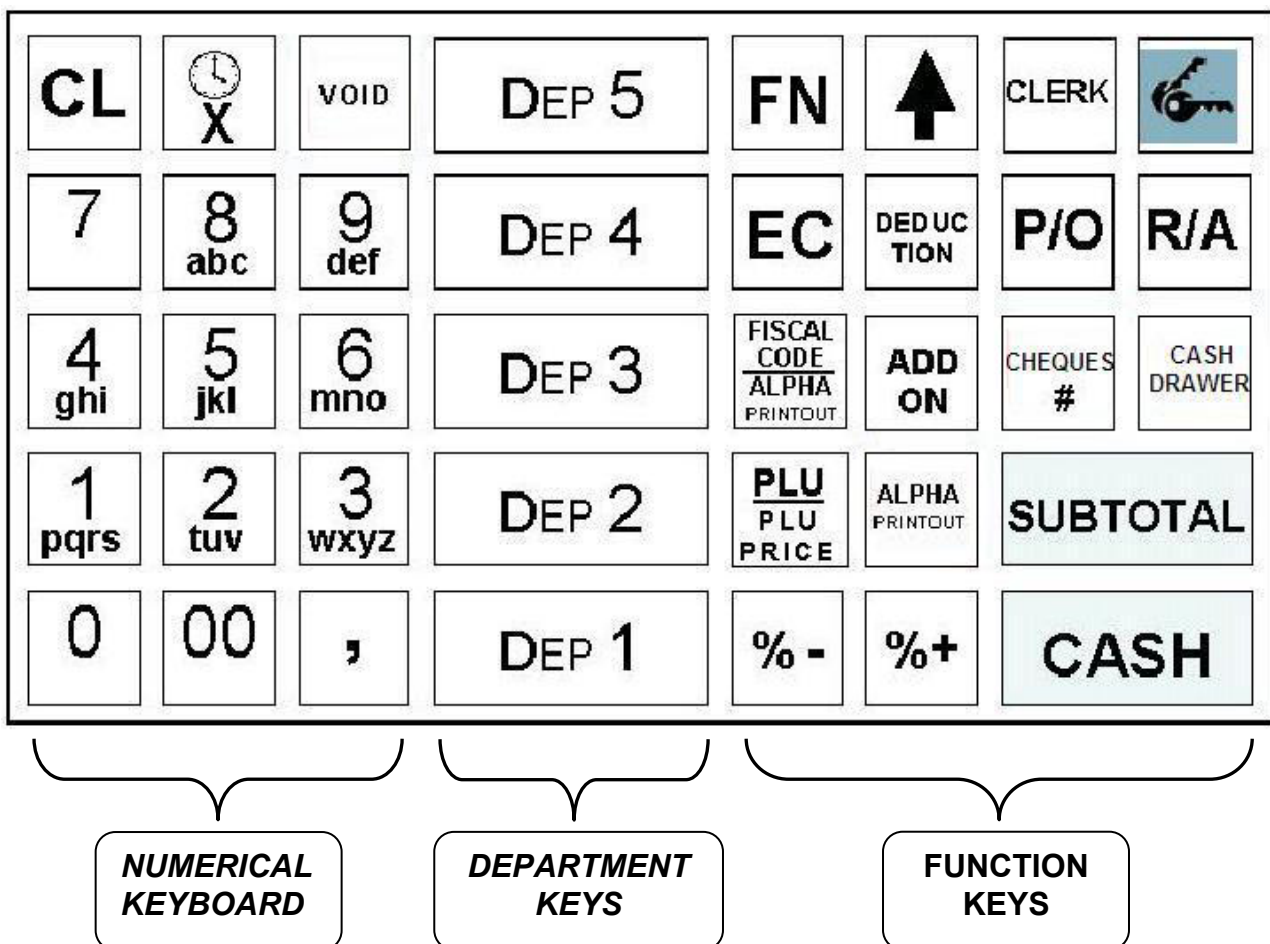 CL
X
VOID
DEP 5
FN
CLERK
7
8
abc
9
def
DEP 4
EC
DEDUC
TION
P/O
R/A
4
ghi
5
jkl
6
mno
DEP 3
FISCAL
CODE
ALPHA
PRINTOUT
ADD
ON
CHEQUES
#
CASH
DRAWER
1
pqrs
2
tuv
3
wxyz
DEP 2
PLU
PLU
PRICE
ALPHA
PRINTOUT
SUBTOTAL
0
00
,
DEP 1
%-
%+
CASH
NUMERICAL
KEYBOARD
DEPARTMENT
KEYS
FUNCTION
KEYS